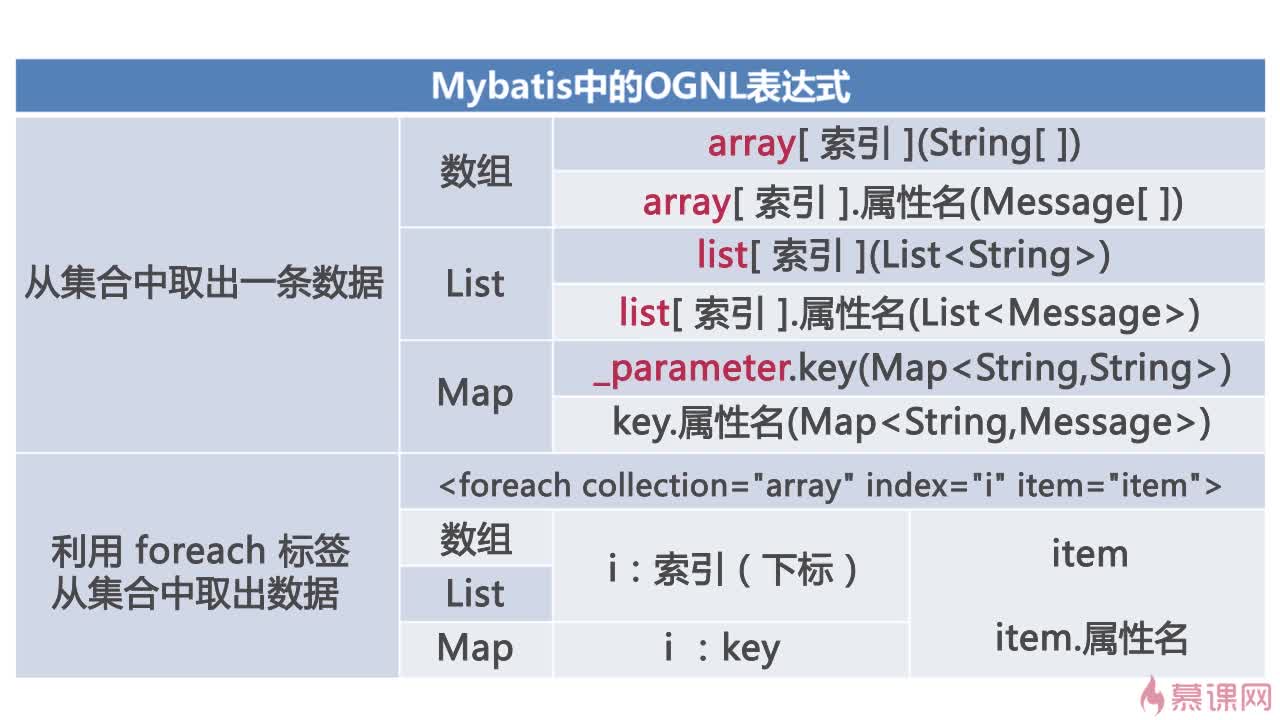 Mybatis中的OGNL表达式
从集合中取出一条数据
数组
array[ 索引 ](String[ ])
array[ 索引 ].属性名(Message[ ])
List
list[ 索引 ](List<String>)
list[ 索引 ].属性名(List<Message>)
Map
_parameter.key(Map<String,String>)
key.属性名(Map<String,Message>)
利用 foreach 标签
从集合中取出数据
<foreach collection="array" index="i" item="item">
数组
List
i：索引（下标）
Map
i ：key
item
item.属性名
慕课网